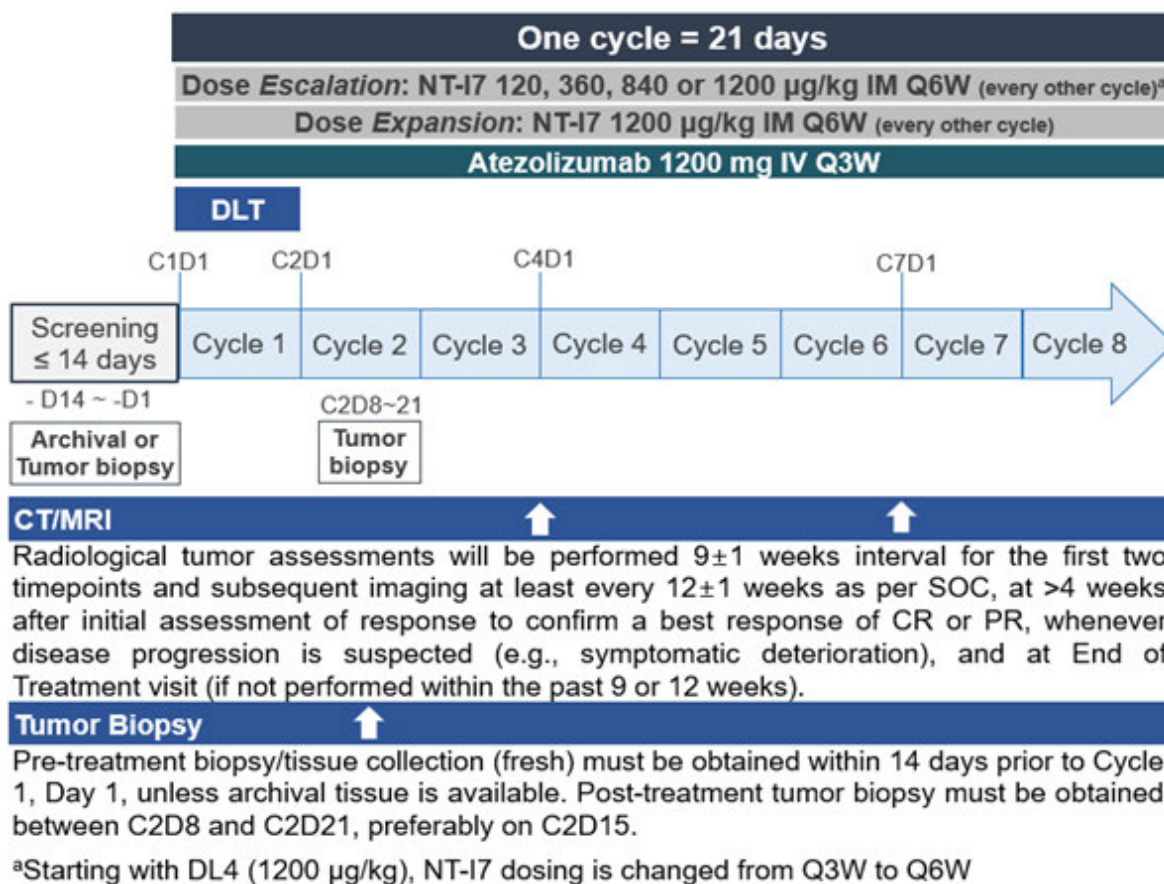 One cycle = 21 days
Dose Escalation: NT-I7 120, 360, 840 or 1200 µg/kg IM Q6W (every other cycle)ᵃ
Dose Expansion: NT-I7 1200 µg/kg IM Q6W (every other cycle)
Atezolizumab 1200 mg IV Q3W
DLT
C1D1 C2D1 C4D1 C7D1
Screening
≤ 14 days
Cycle 1 Cycle 2 Cycle 3 Cycle 4 Cycle 5 Cycle 6 Cycle 7 Cycle 8
- D14 ~ -D1
Archival or
Tumor biopsy
C2D8~21
Tumor
biopsy
CT/MRI
Radiological tumor assessments will be performed 9±1 weeks interval for the first two
timepoints and subsequent imaging at least every 12±1 weeks as per SOC, at >4 weeks
after initial assessment of response to confirm a best response of CR or PR, whenever
disease progression is suspected (e.g., symptomatic deterioration), and at End of
Treatment visit (if not performed within the past 9 or 12 weeks).
Tumor Biopsy
Pre-treatment biopsy/tissue collection (fresh) must be obtained within 14 days prior to Cycle
1, Day 1, unless archival tissue is available. Post-treatment tumor biopsy must be obtained
between C2D8 and C2D21, preferably on C2D15.
ᵃStarting with DL4 (1200 µg/kg), NT-I7 dosing is changed from Q3W to Q6W